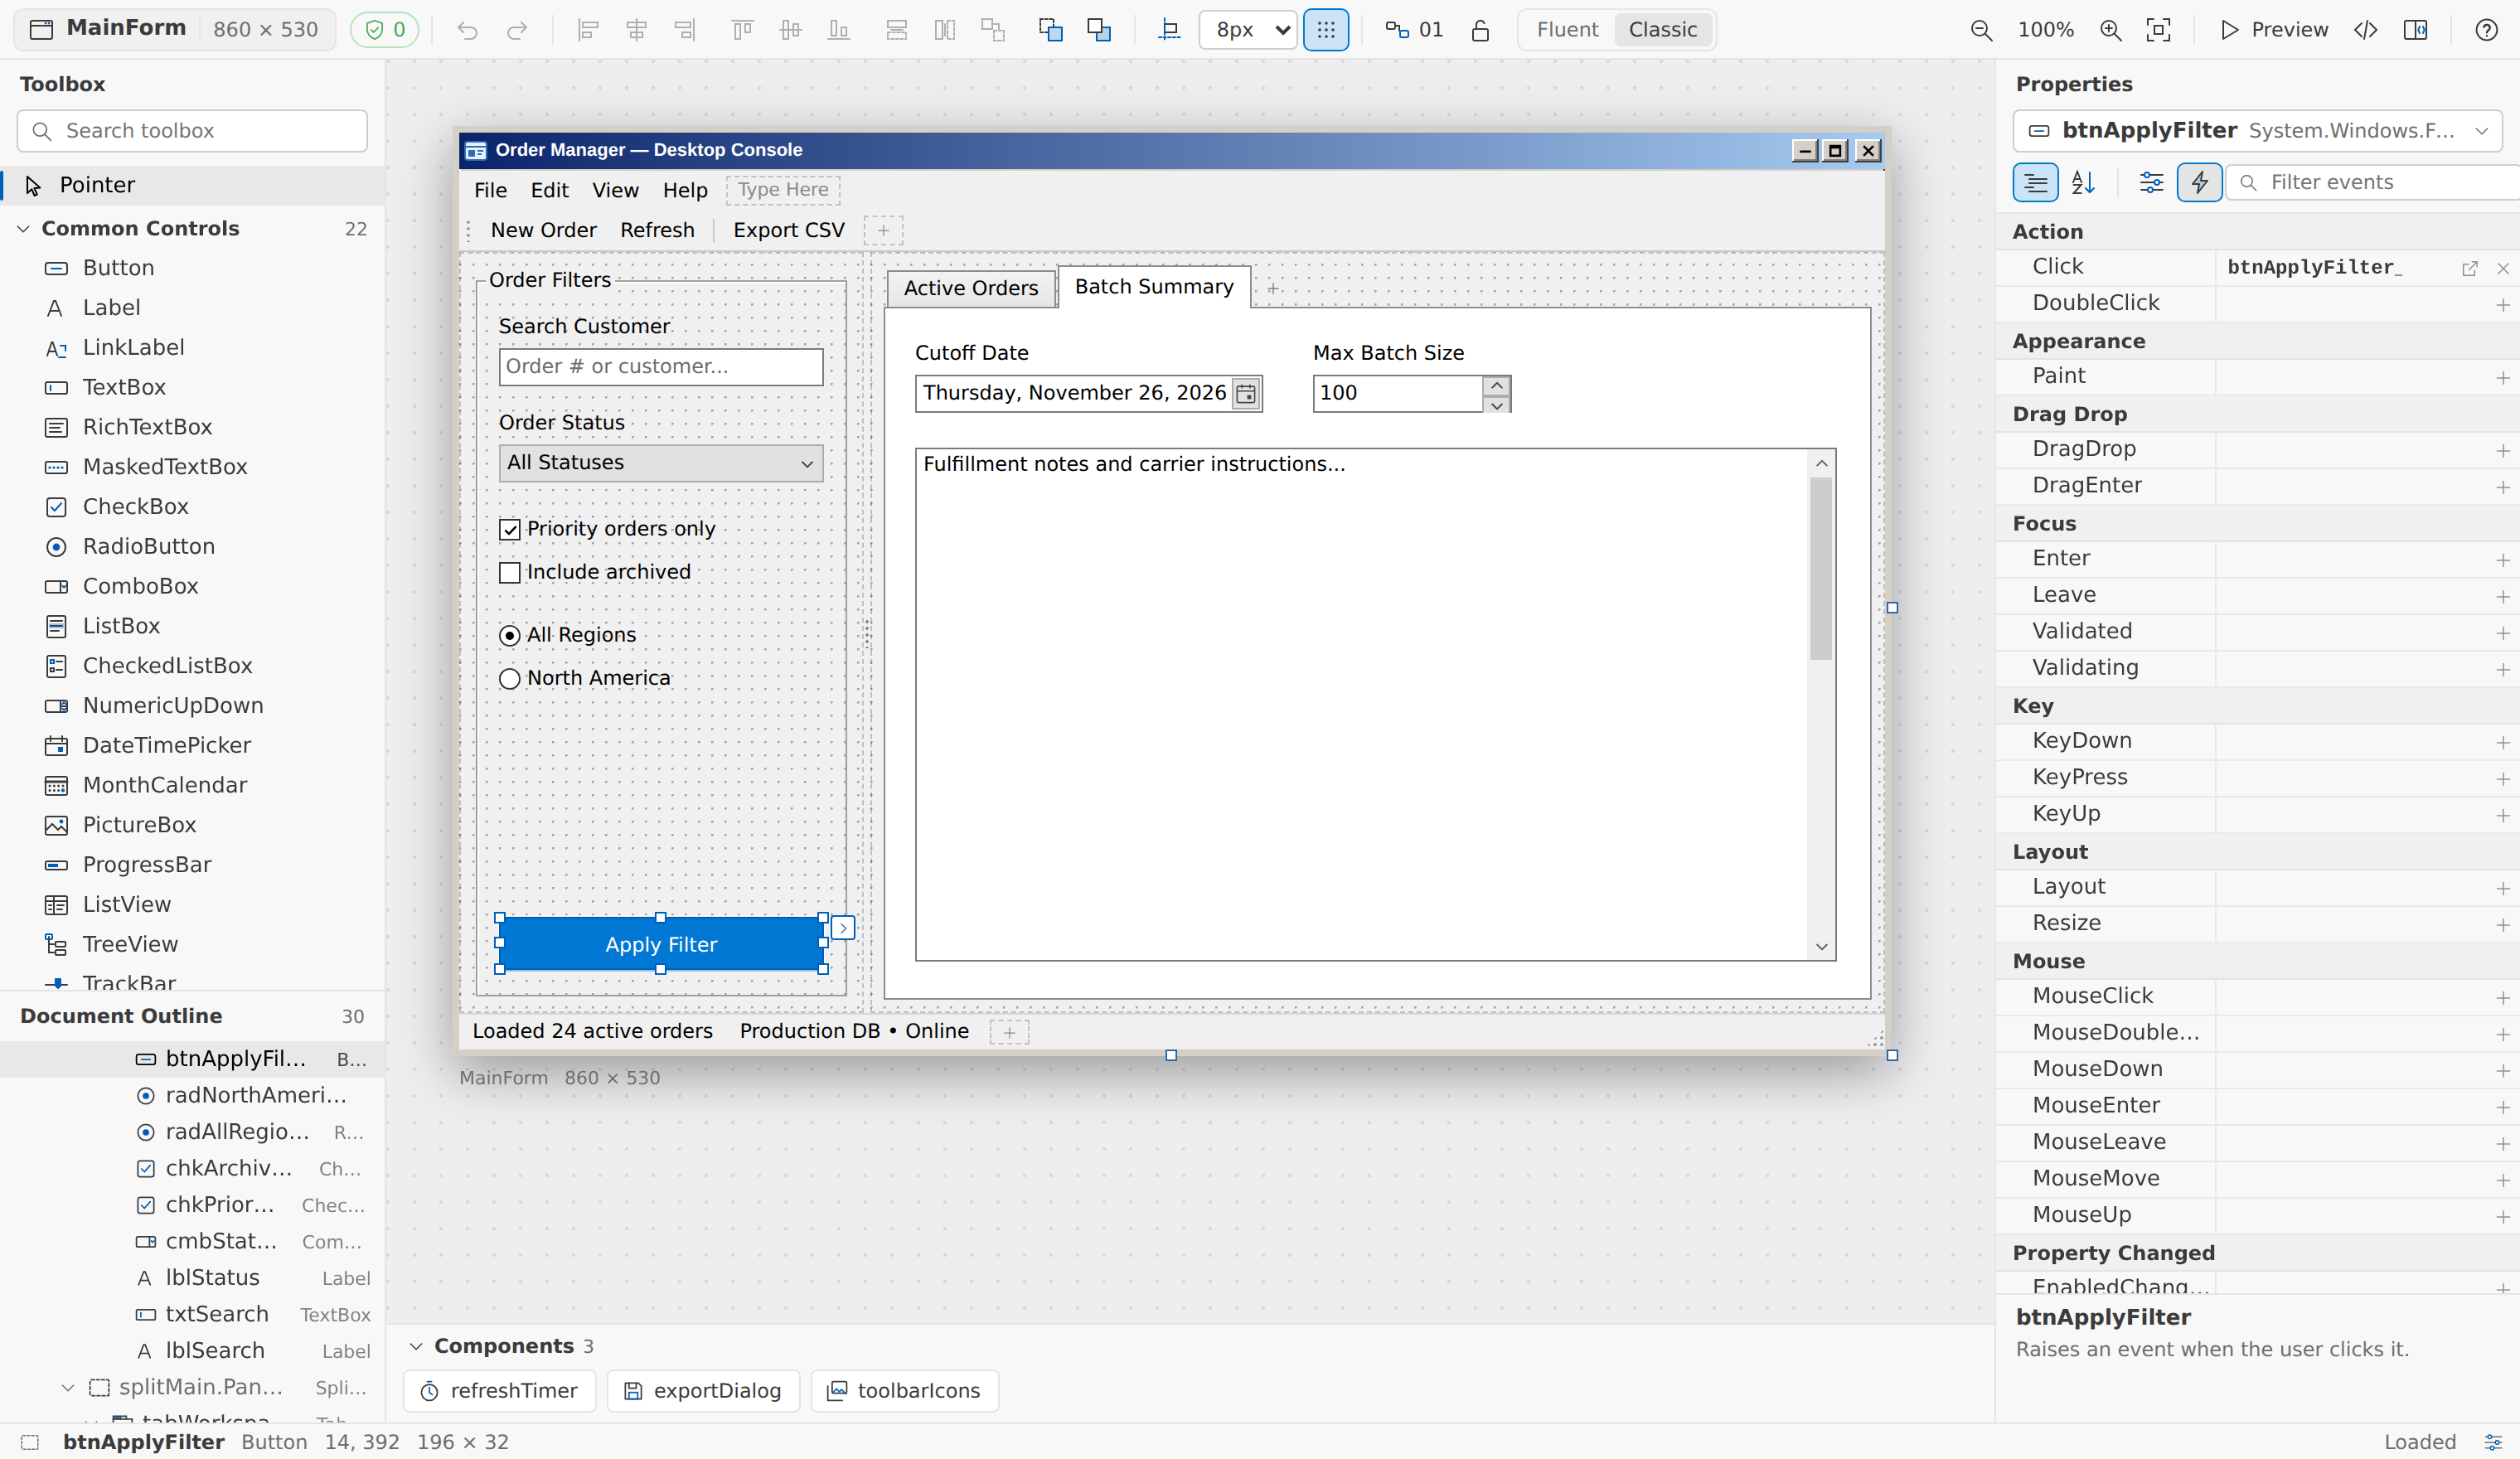 MainForm 860 × 530 0 8px 01 Fluent Classic 100% Preview
Toolbox
Search toolbox
Pointer
Common Controls 22
Button
Label
LinkLabel
TextBox
RichTextBox
MaskedTextBox
CheckBox
RadioButton
ComboBox
ListBox
CheckedListBox
NumericUpDown
DateTimePicker
MonthCalendar
PictureBox
ProgressBar
ListView
TreeView
TrackBar
Document Outline 30
btnApplyFil... B...
radNorthAmeri...
radAllRegio... R...
chkArchiv... Ch...
chkPrior... Chec...
cmbStat... Com...
lblStatus Label
txtSearch TextBox
lblSearch Label
splitMain.Pan... Spli...
tabWorkspa... Tab...
Order Manager — Desktop Console
File Edit View Help Type Here
New Order Refresh Export CSV
Order Filters
Search Customer
Order # or customer...
Order Status
All Statuses
Priority orders only
Include archived
All Regions
North America
Apply Filter
Active Orders Batch Summary
Cutoff Date Max Batch Size
Thursday, November 26, 2026 100
Fulfillment notes and carrier instructions...
Loaded 24 active orders Production DB • Online
MainForm 860 × 530
Components 3
refreshTimer exportDialog toolbarIcons
Properties
btnApplyFilter System.Windows.F...
Filter events
Action
Click btnApplyFilter_
DoubleClick
Appearance
Paint
Drag Drop
DragDrop
DragEnter
Focus
Enter
Leave
Validated
Validating
Key
KeyDown
KeyPress
KeyUp
Layout
Layout
Resize
Mouse
MouseClick
MouseDouble...
MouseDown
MouseEnter
MouseLeave
MouseMove
MouseUp
Property Changed
EnabledChang...
btnApplyFilter
Raises an event when the user clicks it.
btnApplyFilter Button 14, 392 196 × 32 Loaded